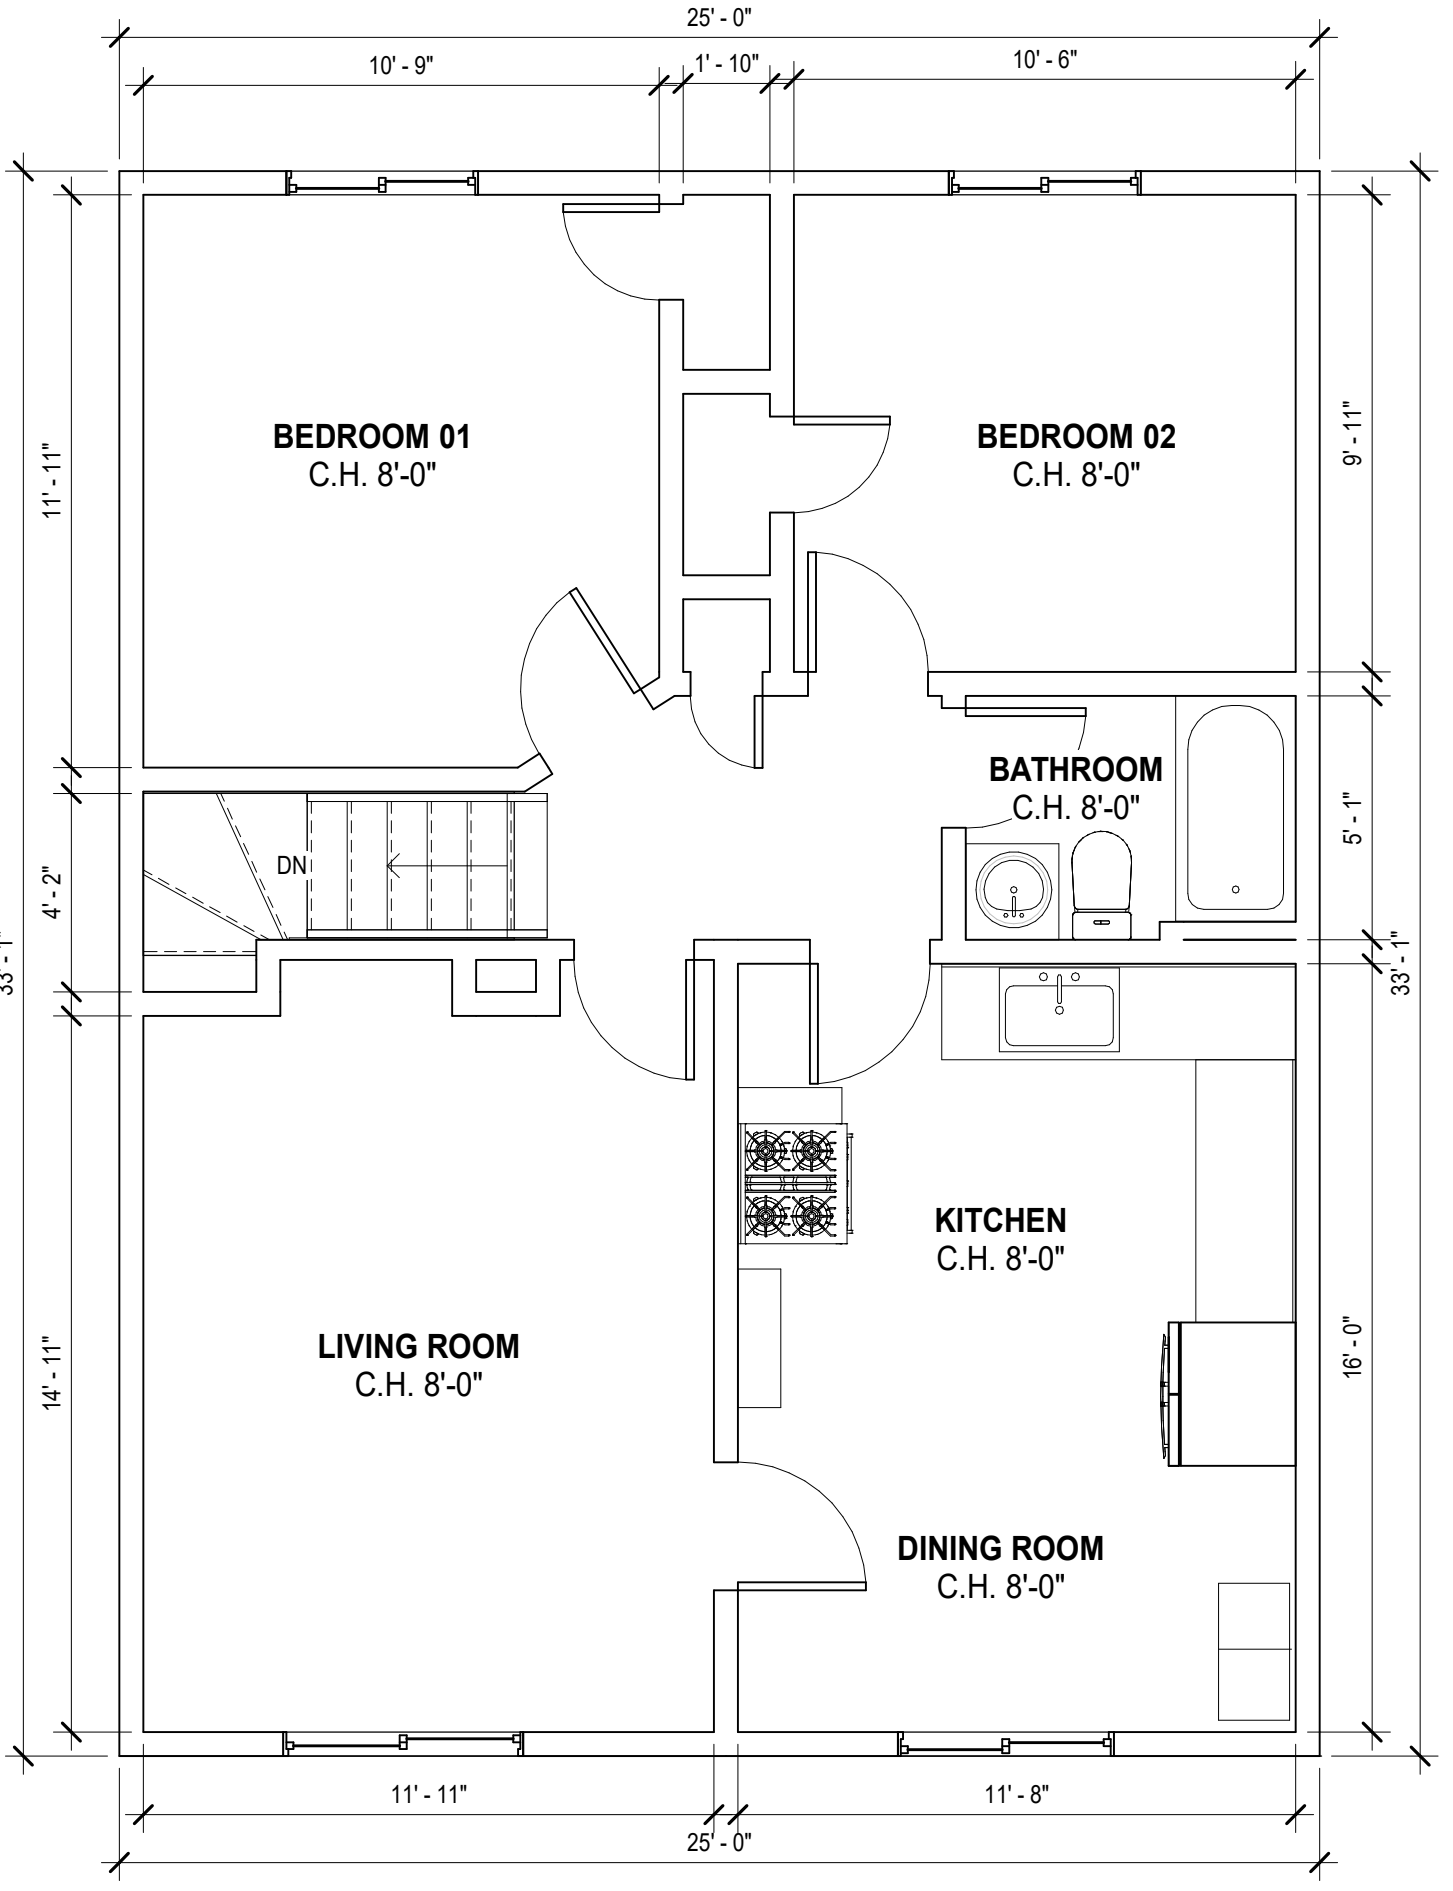 25' - 0"
10' - 9"
1' - 10"
10' - 6"
BEDROOM 01
C.H. 8'-0"
BEDROOM 02
C.H. 8'-0"
11' - 11"
9' - 11"
BATHROOM
C.H. 8'-0"
5' - 1"
DN
4' - 2"
33' - 1"
33' - 1"
KITCHEN
C.H. 8'-0"
LIVING ROOM
C.H. 8'-0"
14' - 11"
16' - 0"
DINING ROOM
C.H. 8'-0"
11' - 11"
11' - 8"
25' - 0"